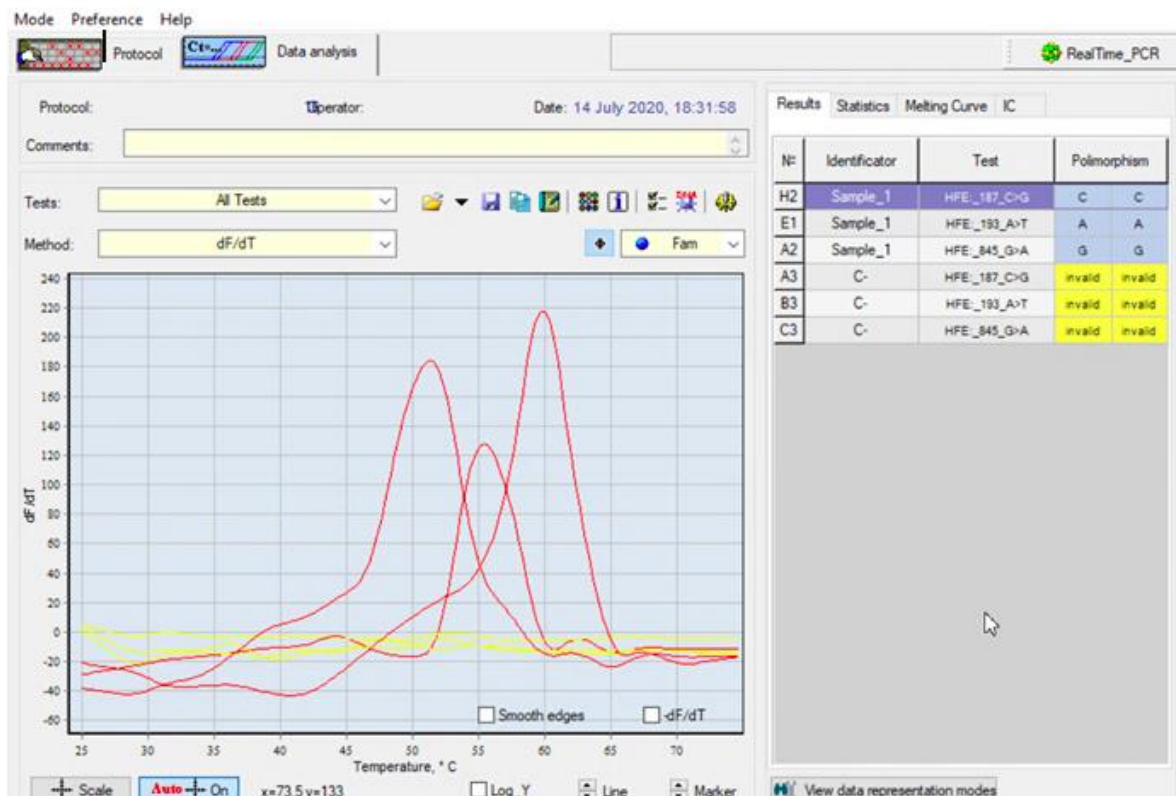 Mode Preference Help
Protocol Ct=... Data analysis
RealTime_PCR
Protocol: Operator: Date: 14 July 2020, 18:31:58
Comments:
Tests: All Tests
Method: dF/dT Fam
240
220
200
180
160
140
120
100
80
60
40
20
0
-20
-40
-60
dF/dT
Smooth edges -dF/dT
25 30 35 40 45 50 55 60 65 70
Temperature, ° C
Scale Auto On x=73.5 y=133 Log_Y Line Marker
Results Statistics Melting Curve IC
№ Identificator Test Polimorphism
H2 Sample_1 HFE:_187_C>G C C
E1 Sample_1 HFE:_193_A>T A A
A2 Sample_1 HFE:_845_G>A G G
A3 C- HFE:_187_C>G invalid invalid
B3 C- HFE:_193_A>T invalid invalid
C3 C- HFE:_845_G>A invalid invalid
View data representation modes